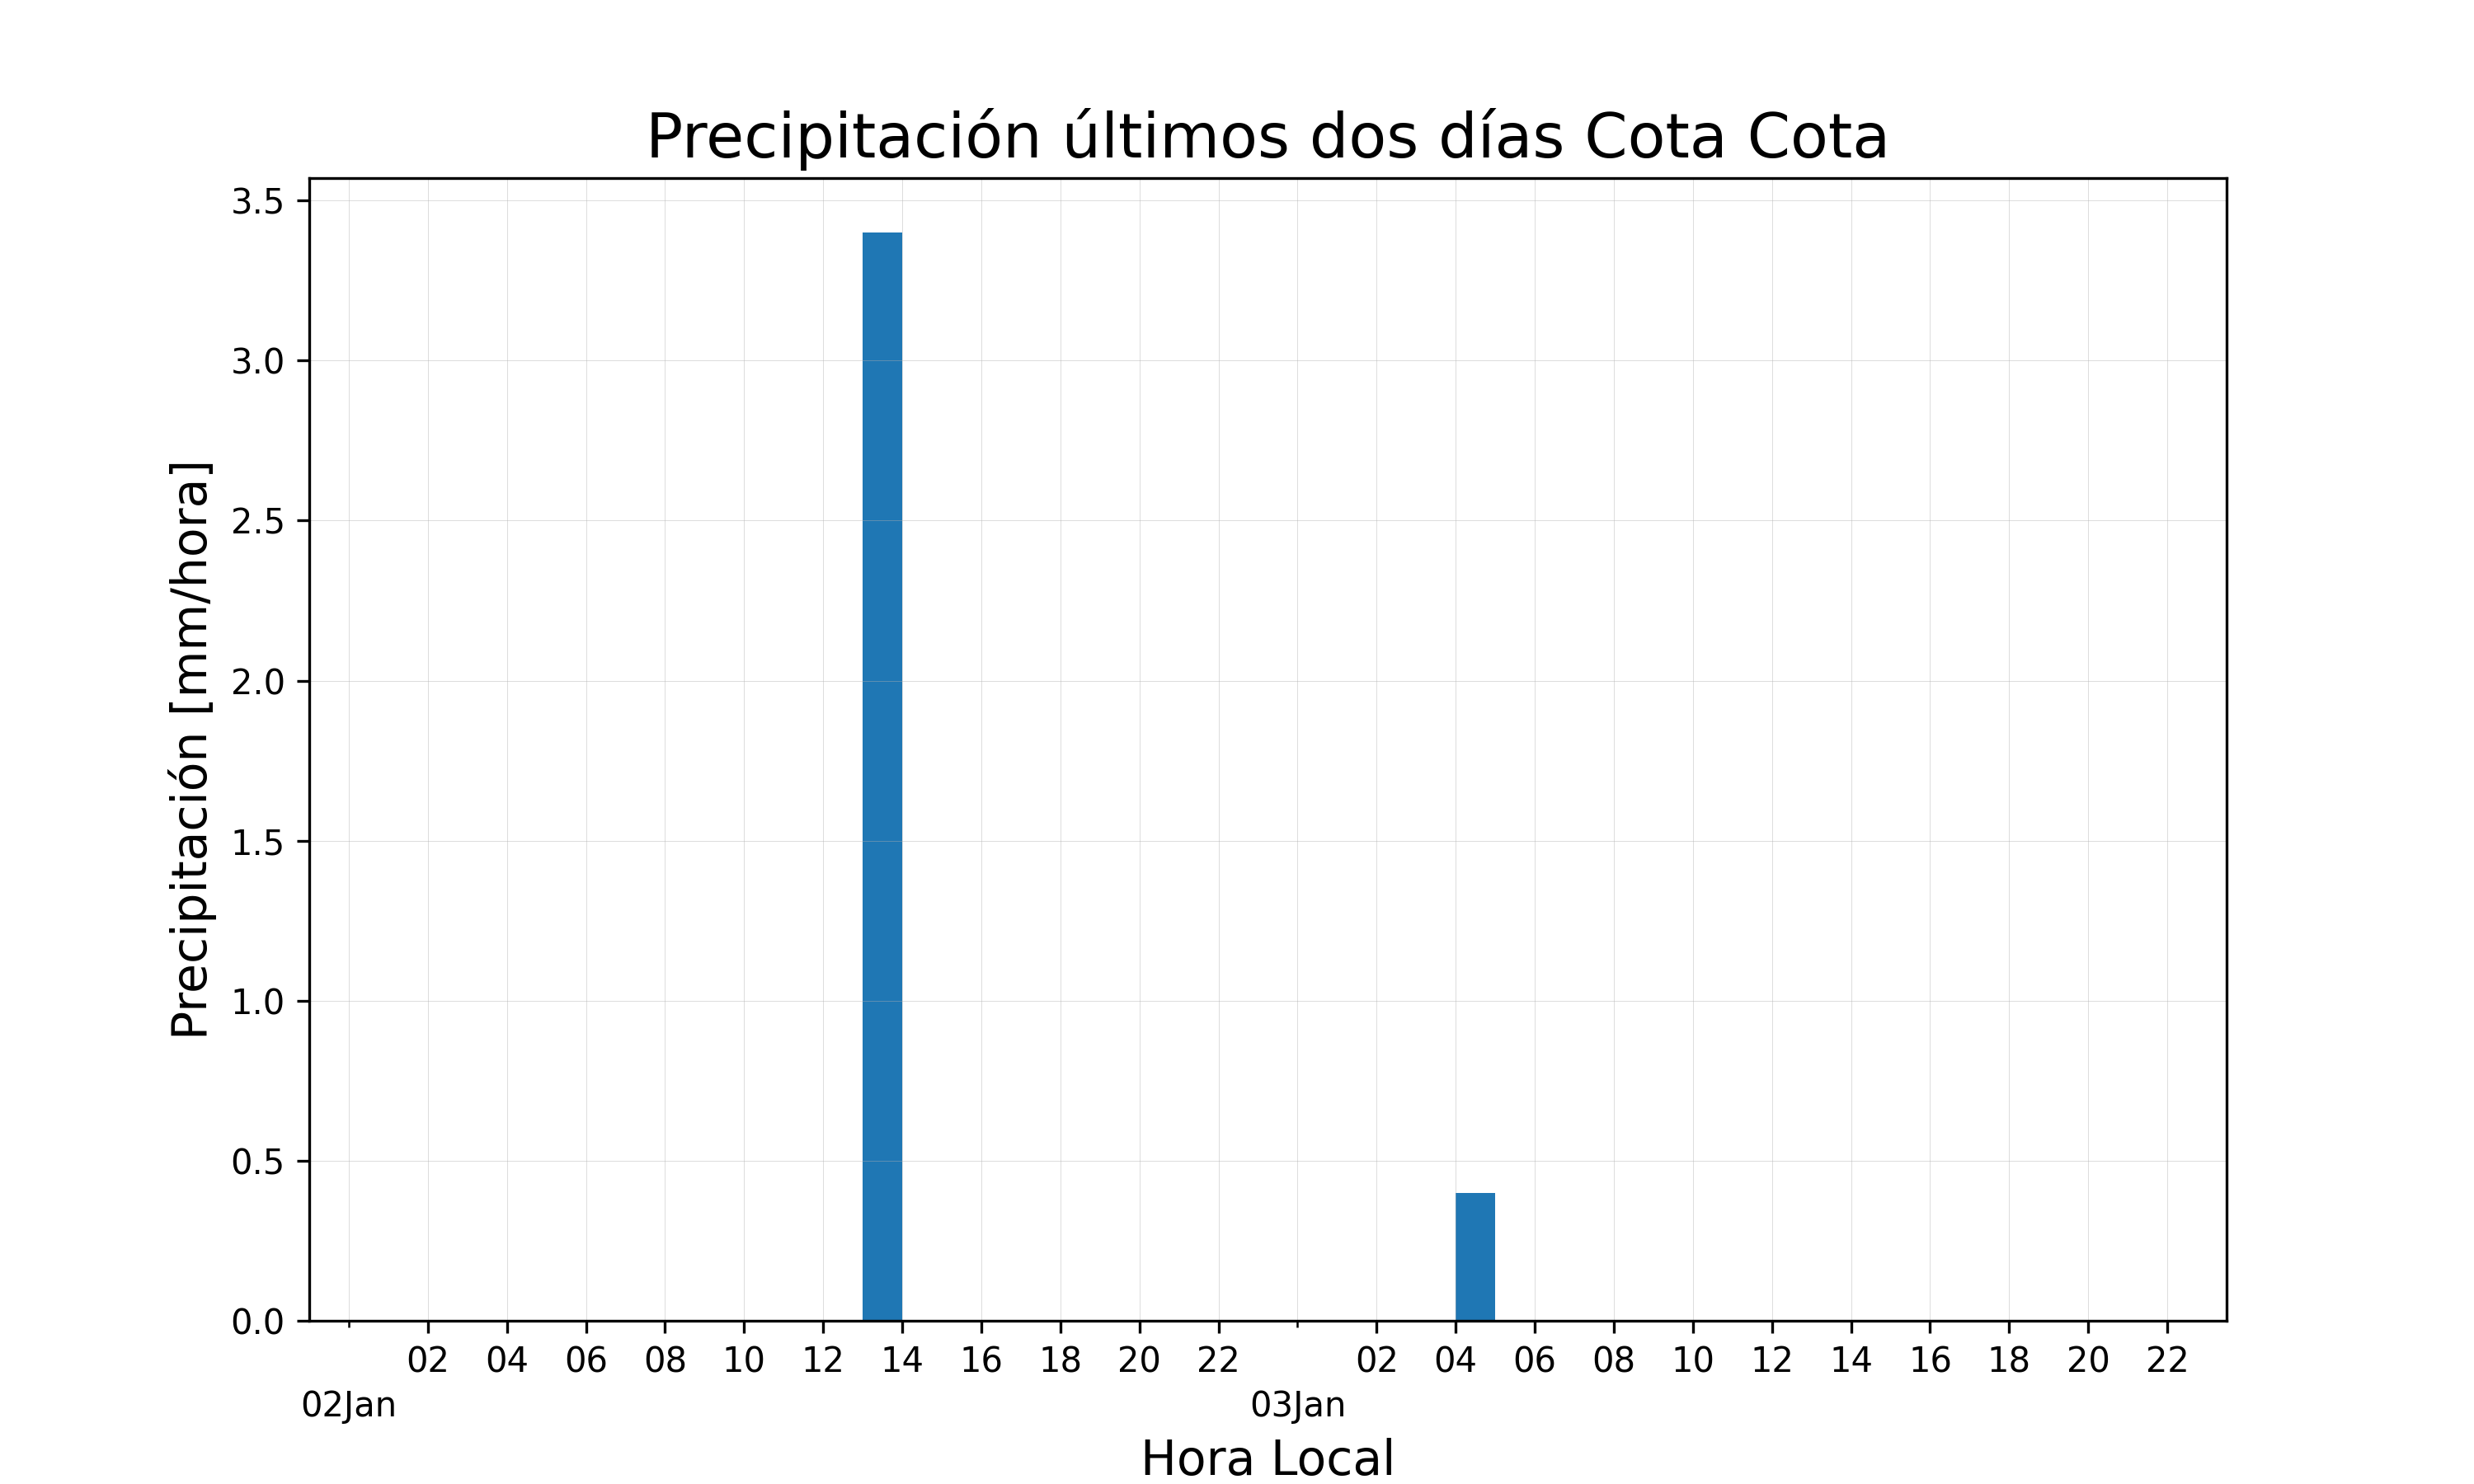 Precipitación últimos dos días Cota Cota
Precipitación [mm/hora]
3.5
3.0
2.5
2.0
1.5
1.0
0.5
0.0
02 04 06 08 10 12 14 16 18 20 22 02 04 06 08 10 12 14 16 18 20 22
02Jan 03Jan
Hora Local